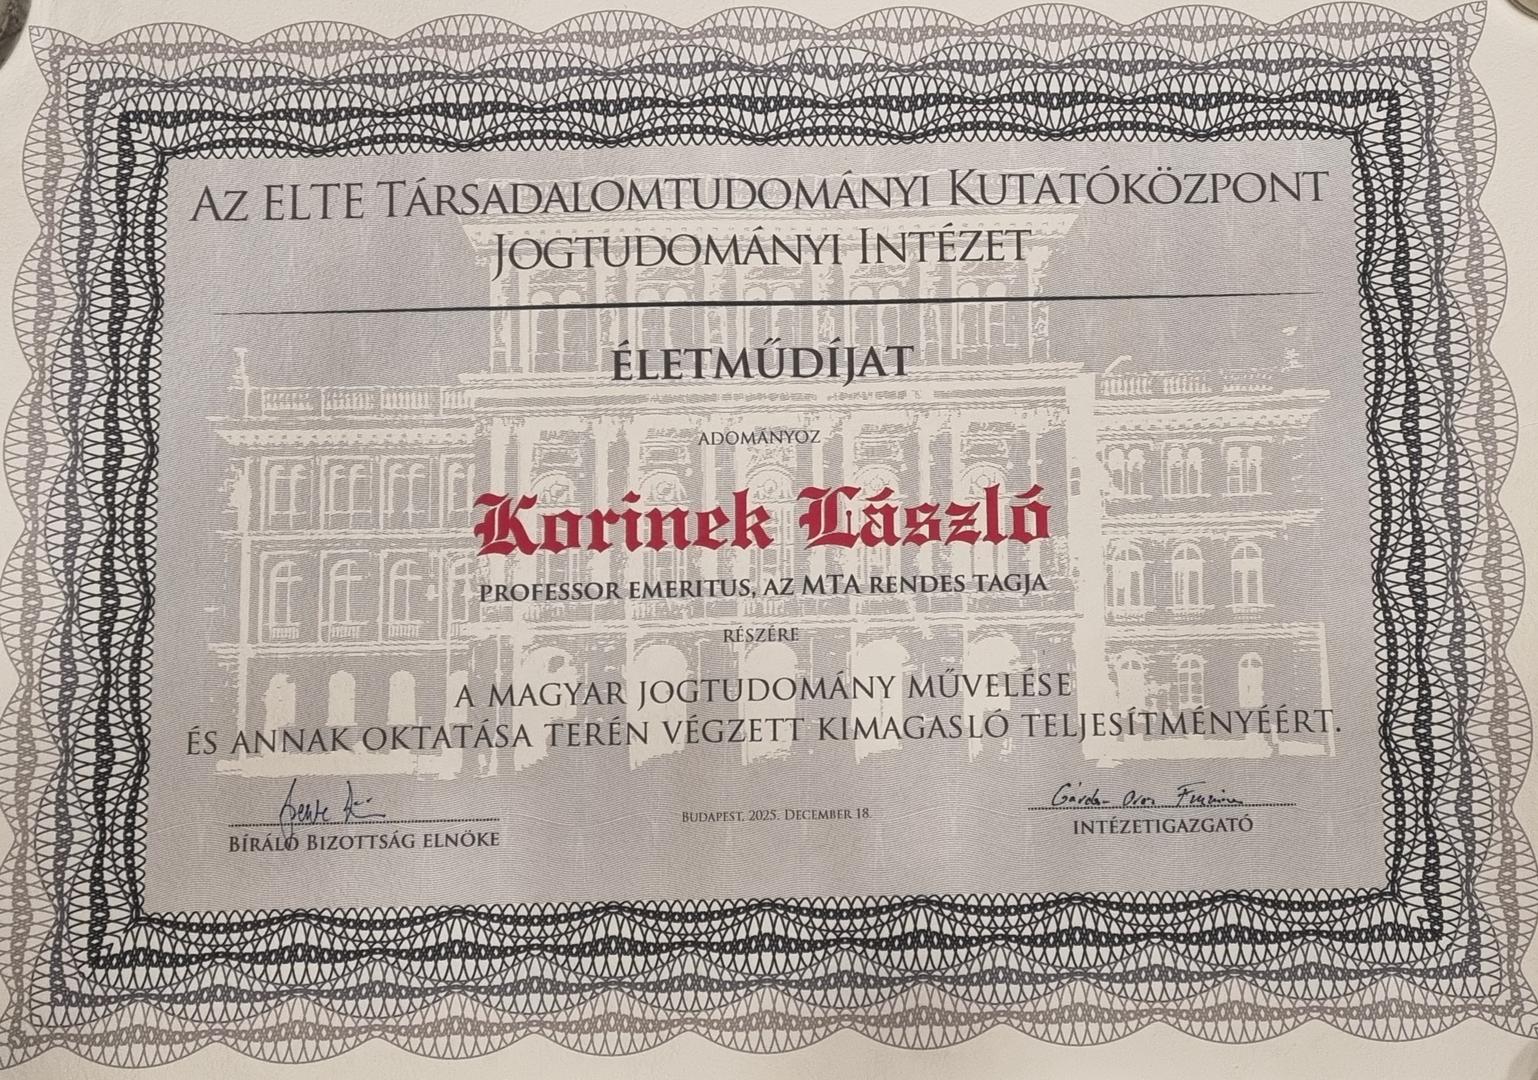 Az ELTE Társadalomtudományi Kutatóközpont
Jogtudományi Intézet
ÉLETMŰDÍJAT
ADOMÁNYOZ
Korinek László
PROFESSOR EMERITUS, AZ MTA RENDES TAGJA
RÉSZÉRE
A MAGYAR JOGTUDOMÁNY MŰVELÉSE
ÉS ANNAK OKTATÁSA TERÉN VÉGZETT KIMAGASLÓ TELJESÍTMÉNYÉÉRT.
Budapest, 2025. December 18.
Bíráló Bizottság elnöke
INTÉZETIGAZGATÓ